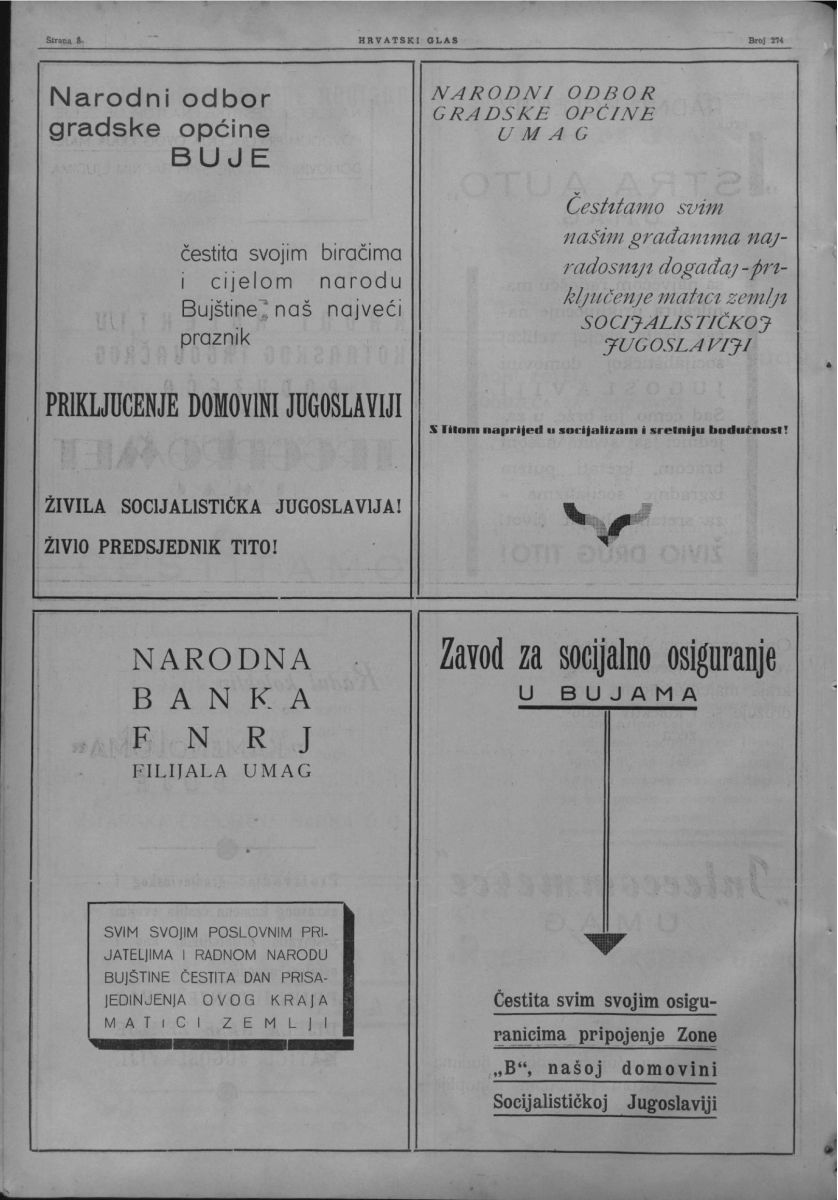 Strana 8.
HRVATSKI GLAS
Broj 274
Narodni odbor
gradske općine
BUJE
čestita svojim biračima
i cijelom narodu
Bujštine, naš najveći
praznik
PRIKLJUCENJE DOMOVINI JUGOSLAVIJI
ŽIVILA SOCIJALISTIČKA JUGOSLAVIJA!
ŽIVIO PREDSJEDNIK TITO!
NARODNI ODBOR
GRADSKE OPĆINE
UMAG
Čestitamo svim
našim građanima naj-
radosniji događaj-pri-
ključenje matici zemlji
SOCIJALISTIČKOJ
JUGOSLAVIJI
S Titom naprijed u socijalizam i sretniju bodućnost!
NARODNA
BANKA
FNRJ
FILIJALA UMAG
SVIM SVOJIM POSLOVNIM PRI-
JATELJIMA I RADNOM NARODU
BUJŠTINE ČESTITA DAN PRISA-
JEDINJENJA OVOG KRAJA
MATICI ZEMLJI
Zavod za socijalno osiguranje
U BUJAMA
Čestita svim svojim osigu-
ranicima pripojenje Zone
„B“, našoj domovini
Socijalističkoj Jugoslaviji